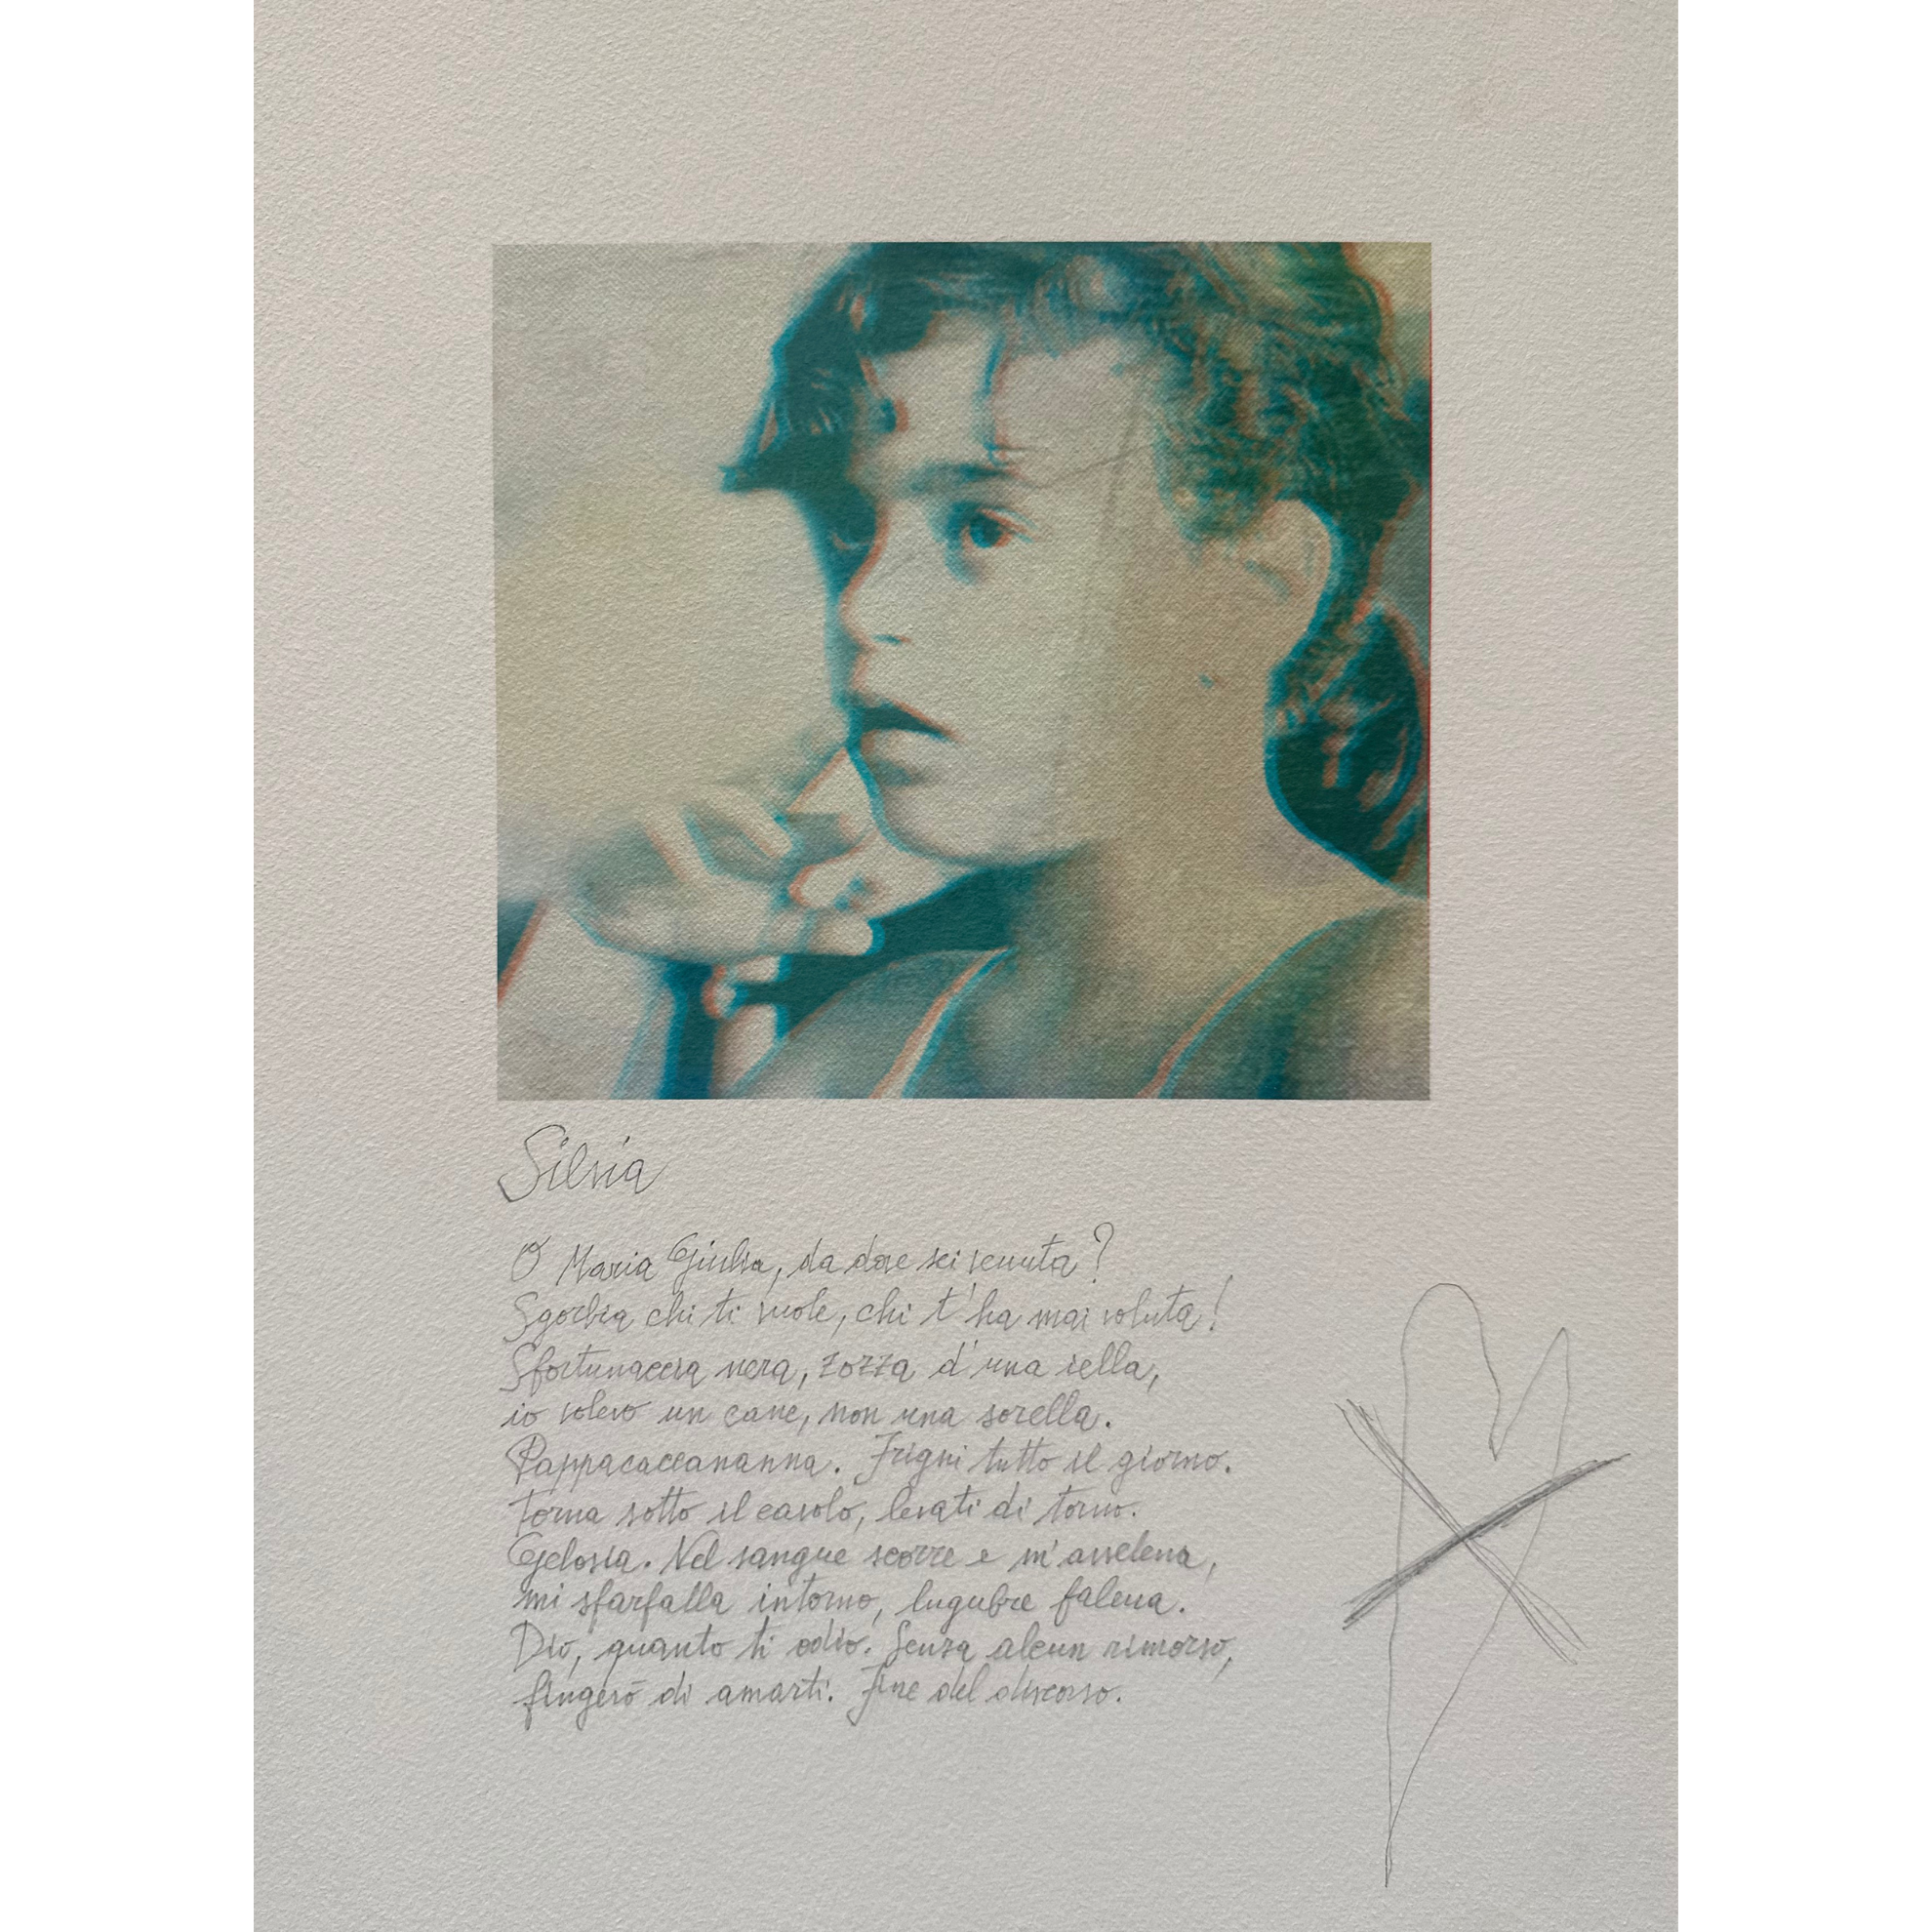 Silvia
O Maria Giulia, da dove sei venuta?
Sgorbia chi ti vuole, chi t'ha mai voluta!
Sfortunaccia nera, zozza d'una sella,
io volevo un cane, non una sorella.
Pappacaccananna. Frigni tutto il giorno.
Torna sotto il cavolo, levati di torno.
Gelosia. Nel sangue scorre e m'avvelena,
mi sfarfalla intorno, lugubre falena.
Dio, quanto ti odio. Senza alcun rimorso,
fingerò di amarti. Fine del discorso.